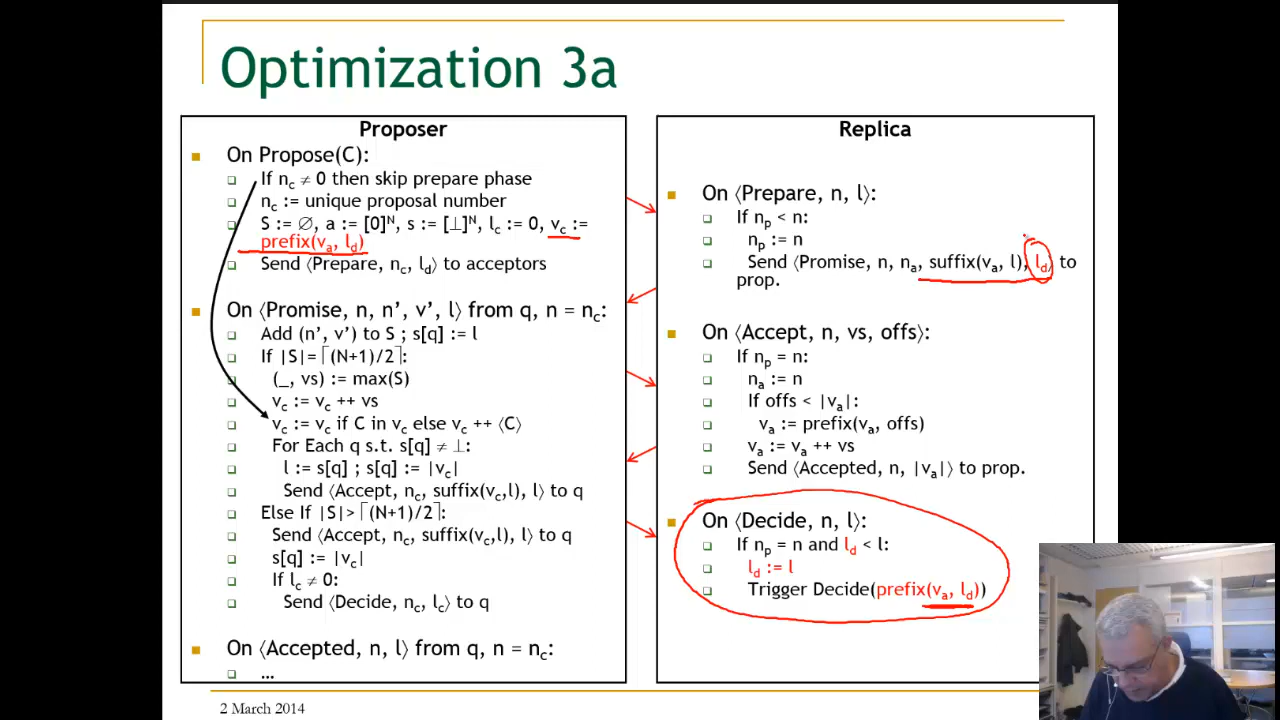 Optimization 3a
Proposer
On Propose(C):
If n_c ≠ 0 then skip prepare phase
n_c := unique proposal number
S := ∅, a := [0]^N, s := [⊥]^N, l_c := 0, v_c :=
prefix(v_a, l_d)
Send ⟨Prepare, n_c, l_d⟩ to acceptors
On ⟨Promise, n, n’, v’, l⟩ from q, n = n_c:
Add (n’, v’) to S ; s[q] := l
If |S|=⌈(N+1)/2⌉:
(_, vs) := max(S)
v_c := v_c ++ vs
v_c := v_c if C in v_c else v_c ++ ⟨C⟩
For Each q s.t. s[q] ≠ ⊥:
l := s[q] ; s[q] := |v_c|
Send ⟨Accept, n_c, suffix(v_c,l), l⟩ to q
Else If |S|>⌈(N+1)/2⌉:
Send ⟨Accept, n_c, suffix(v_c,l), l⟩ to q
s[q] := |v_c|
If l_c ≠ 0:
Send ⟨Decide, n_c, l_c⟩ to q
On ⟨Accepted, n, l⟩ from q, n = n_c:
…
Replica
On ⟨Prepare, n, l⟩:
If n_p < n:
n_p := n
Send ⟨Promise, n, n_a, suffix(v_a, l), l_d⟩ to
prop.
On ⟨Accept, n, vs, offs⟩:
If n_p = n:
n_a := n
If offs < |v_a|:
v_a := prefix(v_a, offs)
v_a := v_a ++ vs
Send ⟨Accepted, n, |v_a|⟩ to prop.
On ⟨Decide, n, l⟩:
If n_p = n and l_d < l:
l_d := l
Trigger Decide(prefix(v_a, l_d))
2 March 2014